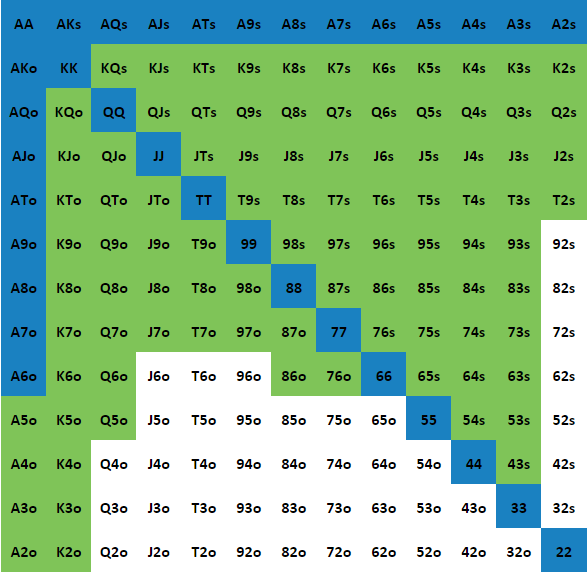 AA AKs AQs AJs ATs A9s A8s A7s A6s A5s A4s A3s A2s
AKo KK KQs KJs KTs K9s K8s K7s K6s K5s K4s K3s K2s
AQo KQo QQ QJs QTs Q9s Q8s Q7s Q6s Q5s Q4s Q3s Q2s
AJo KJo QJo JJ JTs J9s J8s J7s J6s J5s J4s J3s J2s
ATo KTo QTo JTo TT T9s T8s T7s T6s T5s T4s T3s T2s
A9o K9o Q9o J9o T9o 99 98s 97s 96s 95s 94s 93s 92s
A8o K8o Q8o J8o T8o 98o 88 87s 86s 85s 84s 83s 82s
A7o K7o Q7o J7o T7o 97o 87o 77 76s 75s 74s 73s 72s
A6o K6o Q6o J6o T6o 96o 86o 76o 66 65s 64s 63s 62s
A5o K5o Q5o J5o T5o 95o 85o 75o 65o 55 54s 53s 52s
A4o K4o Q4o J4o T4o 94o 84o 74o 64o 54o 44 43s 42s
A3o K3o Q3o J3o T3o 93o 83o 73o 63o 53o 43o 33 32s
A2o K2o Q2o J2o T2o 92o 82o 72o 62o 52o 42o 32o 22